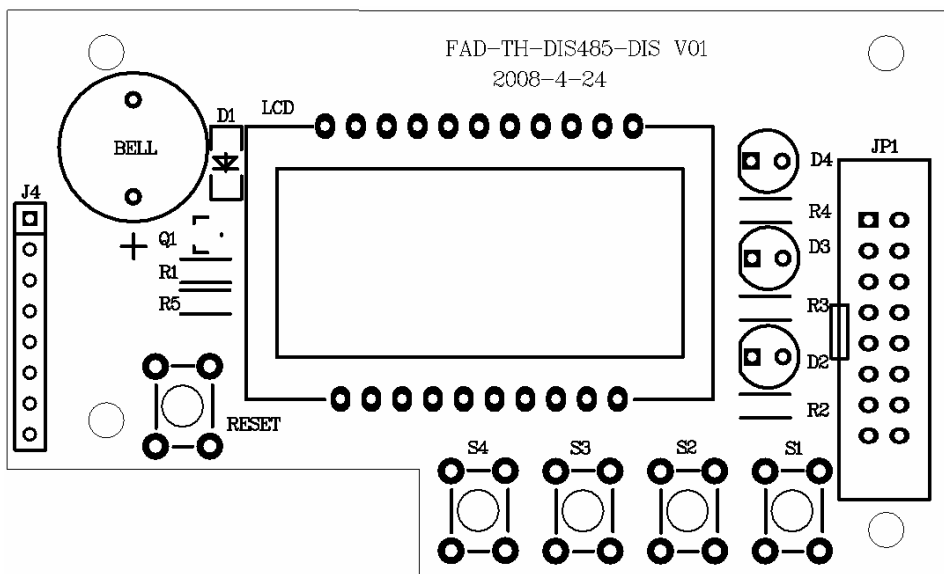 FAD-TH-DIS485-DIS V01
2008-4-24
D1
LCD
BELL
JP1
D4
J4
R4
Q1
D3
R1
R5
R3
D2
R2
RESET
S4
S3
S2
S1